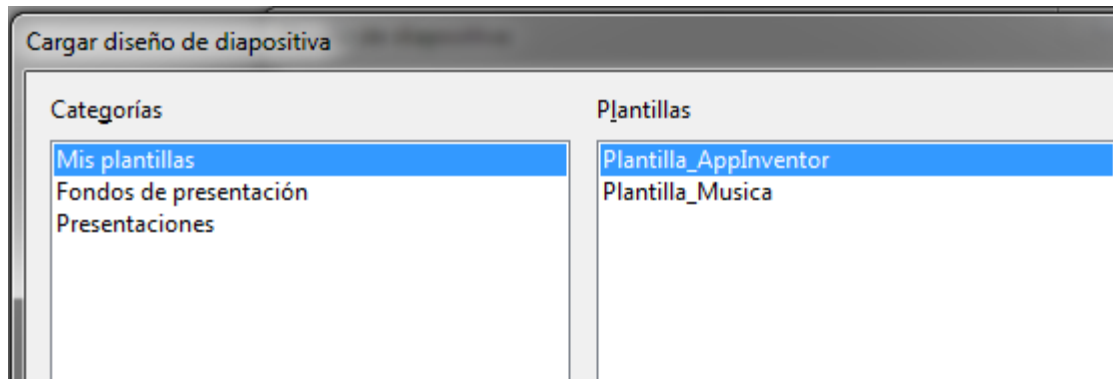 Cargar diseño de diapositiva
Categorías
Mis plantillas
Fondos de presentación
Presentaciones
Plantillas
Plantilla_AppInventor
Plantilla_Musica